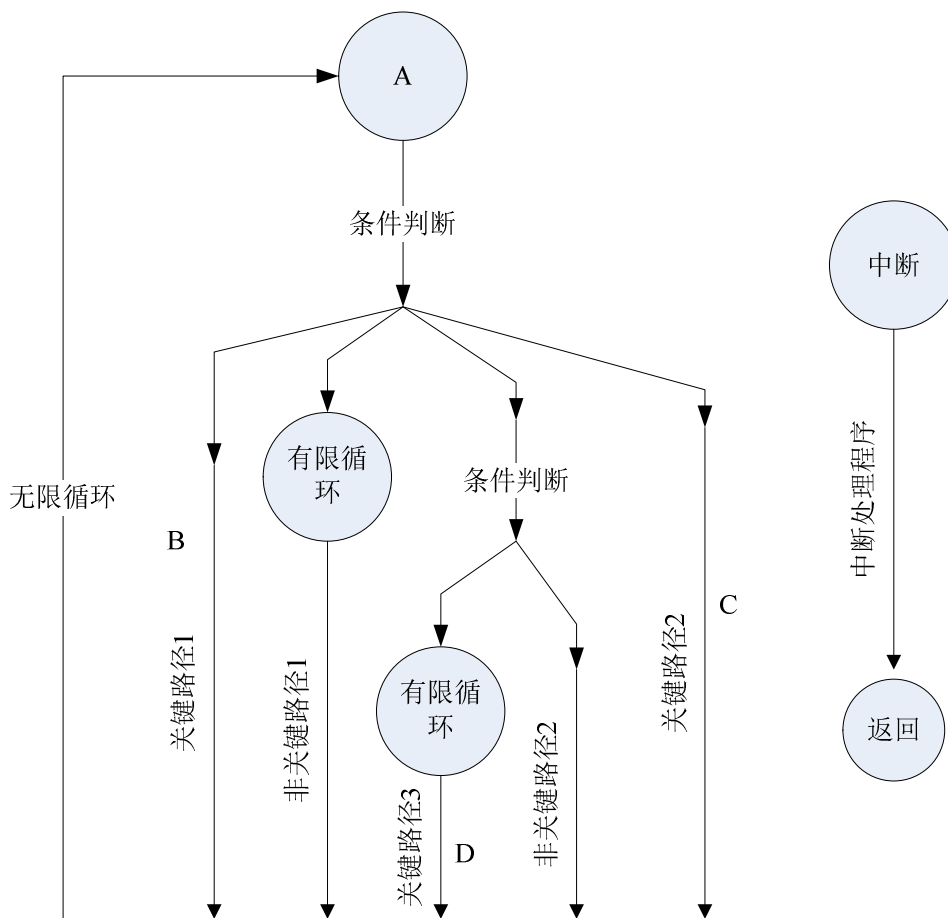 A
条件判断
中断
有限循
环
条件判断
无限循环
B
中断处理程序
C
关键路径1
非关键路径1
关键路径2
有限循
环
返回
关键路径3
D
非关键路径2